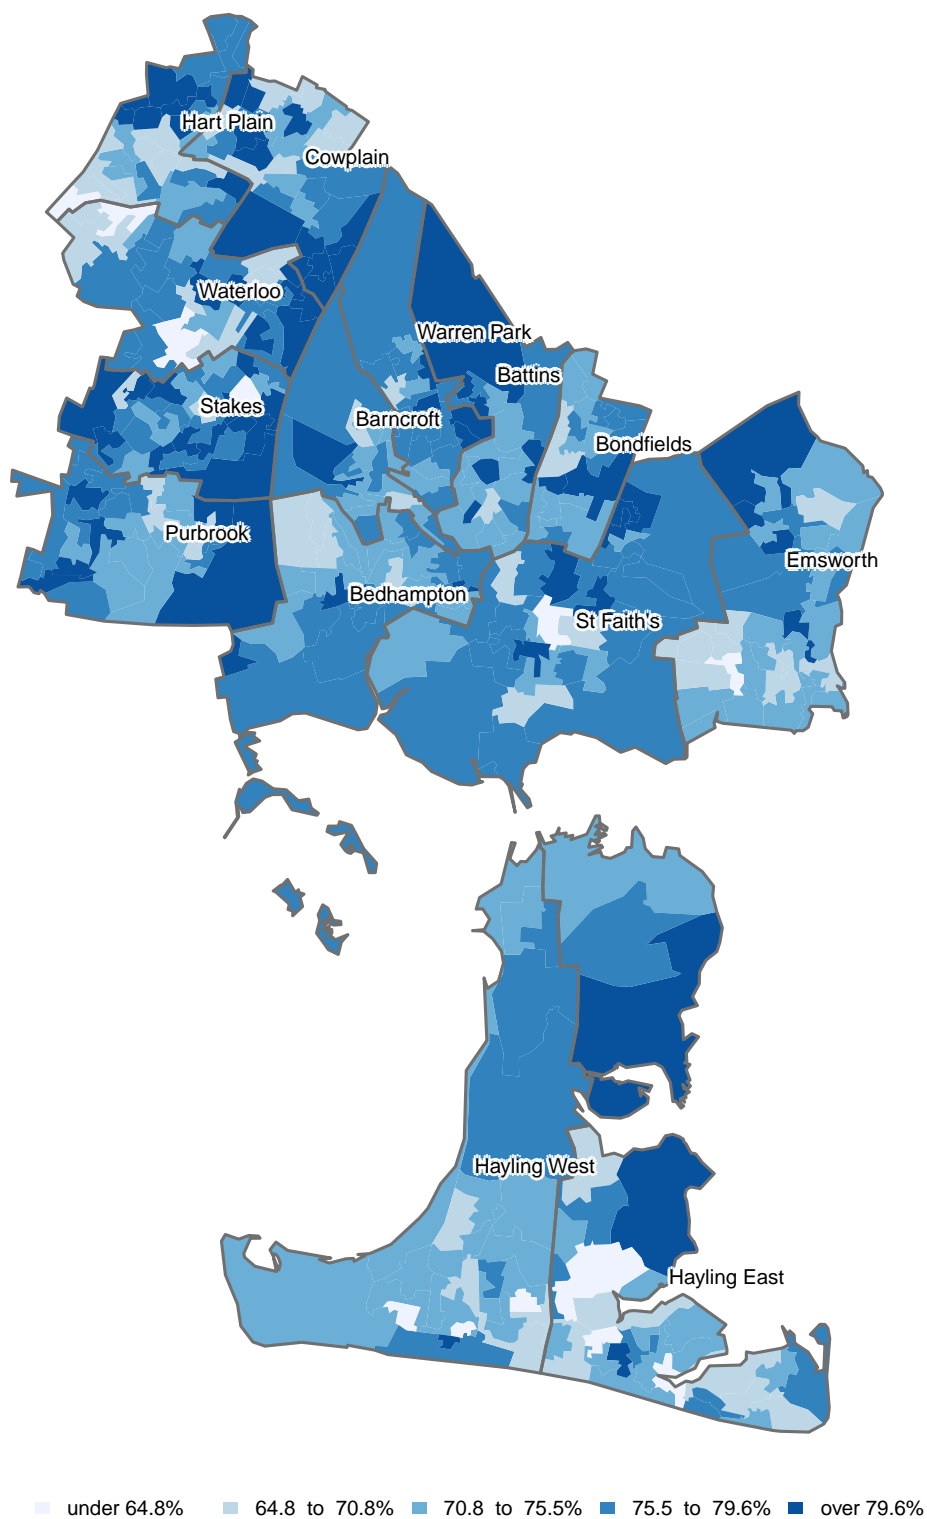 Hart Plain
Cowplain
Waterloo
Warren Park
Battins
Stakes
Barncroft
Bondfields
Purbrook
Emsworth
Bedhampton
St Faith's
Hayling West
Hayling East
under 64.8% 64.8 to 70.8% 70.8 to 75.5% 75.5 to 79.6% over 79.6%